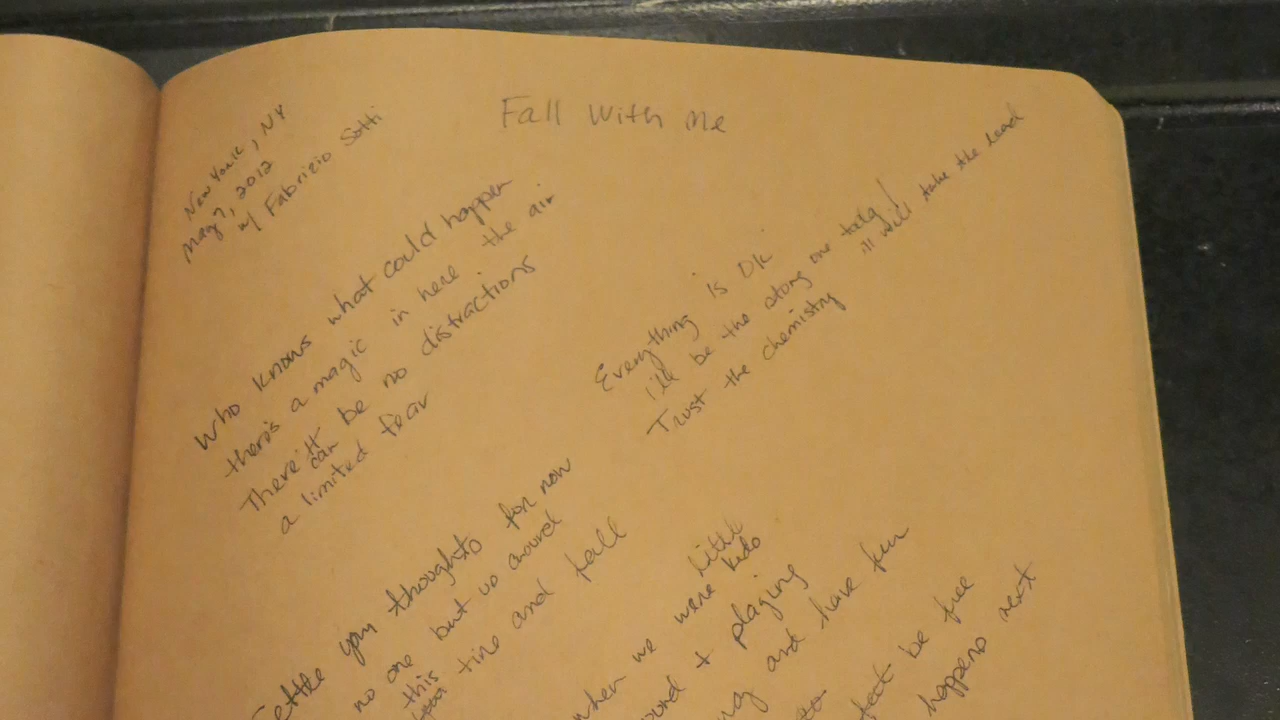 Fall With Me
New York, NY
May 7, 2012
w/ Fabrizio Sotti
Who knows what could happen
there's a magic in here the air
There'll can be no distractions
a limited fear
Everything is OK
I'll be the strong one today
I'll will take the lead
Trust the chemistry
Settle your thoughts for now
no one but us around
this time and fall
when we were little kids
+ playing
and have fun
be free
happens next